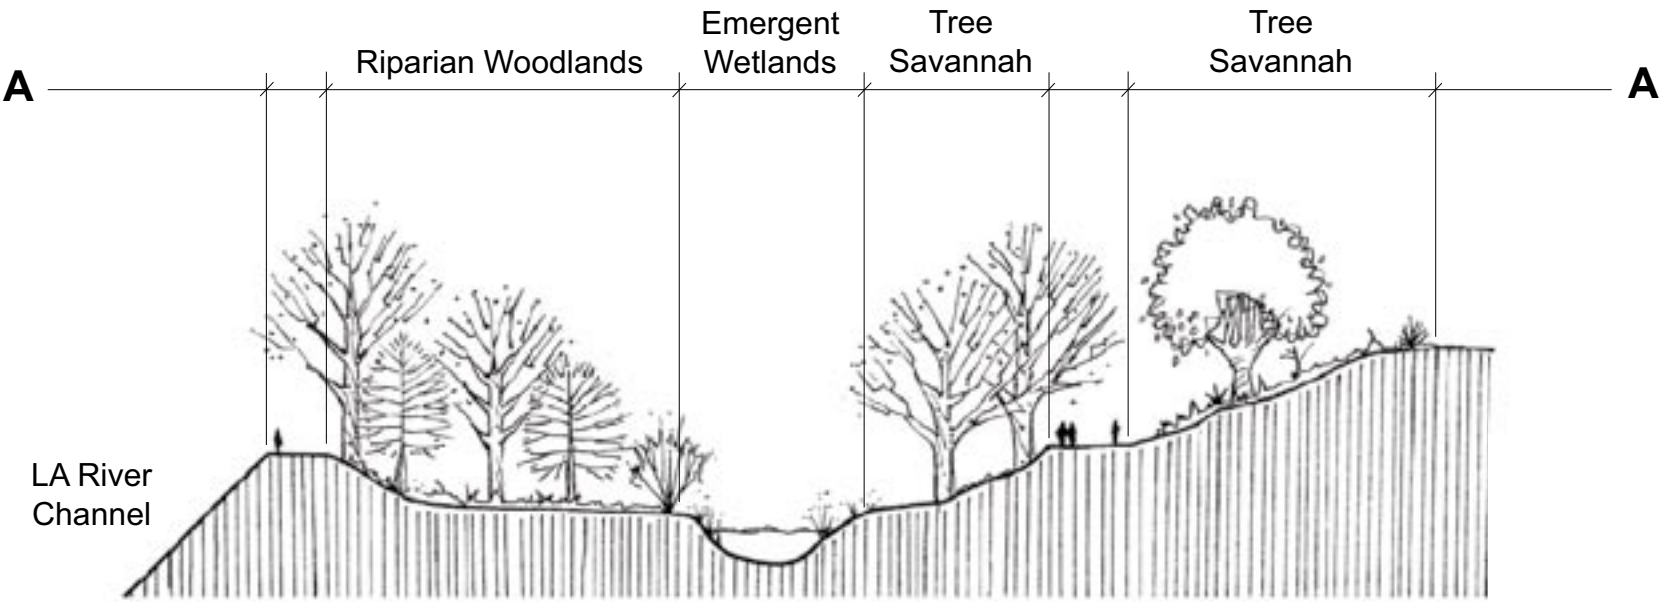 Emergent
Wetlands
Tree
Savannah
Tree
Savannah
Riparian Woodlands
A
A
LA River
Channel